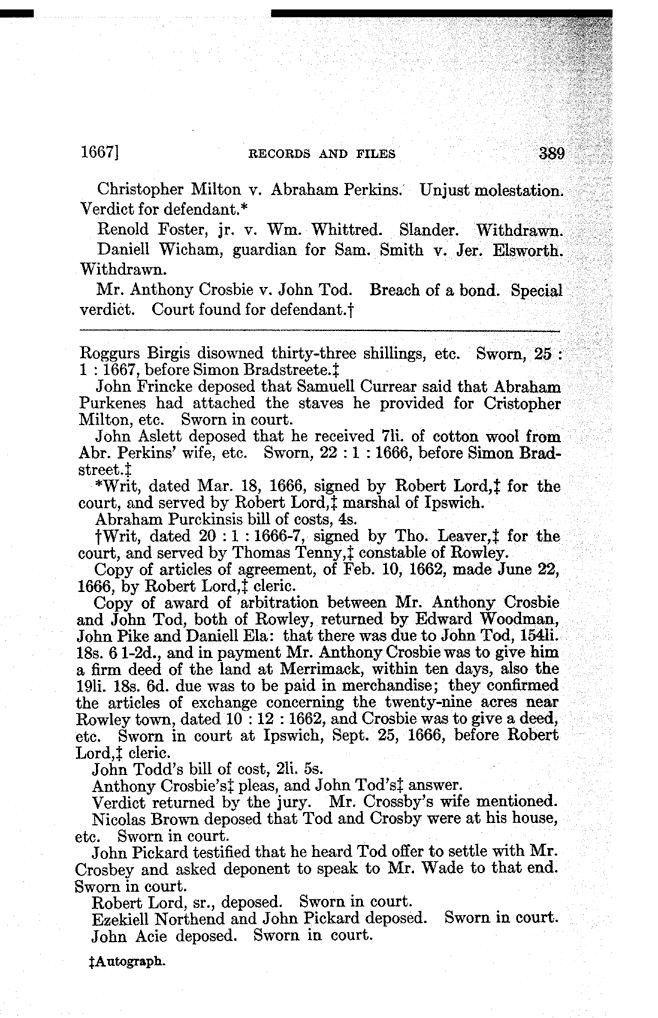 1667] RECORDS AND FILES 389
Christopher Milton v. Abraham Perkins. Unjust molestation.
Verdict for defendant.*
Renold Foster, jr. v. Wm. Whittred. Slander. Withdrawn.
Daniell Wicham, guardian for Sam. Smith v. Jer. Elsworth.
Withdrawn.
Mr. Anthony Crosbie v. John Tod. Breach of a bond. Special
verdict. Court found for defendant.†
Roggurs Birgis disowned thirty-three shillings, etc. Sworn, 25 :
1 : 1667, before Simon Bradstreete.‡
John Frincke deposed that Samuell Currear said that Abraham
Purkenes had attached the staves he provided for Cristopher
Milton, etc. Sworn in court.
John Aslett deposed that he received 7li. of cotton wool from
Abr. Perkins' wife, etc. Sworn, 22 : 1 : 1666, before Simon Brad-
street.‡
*Writ, dated Mar. 18, 1666, signed by Robert Lord,‡ for the
court, and served by Robert Lord,‡ marshal of Ipswich.
Abraham Purckinsis bill of costs, 4s.
†Writ, dated 20 : 1 : 1666-7, signed by Tho. Leaver,‡ for the
court, and served by Thomas Tenny,‡ constable of Rowley.
Copy of articles of agreement, of Feb. 10, 1662, made June 22,
1666, by Robert Lord,‡ cleric.
Copy of award of arbitration between Mr. Anthony Crosbie
and John Tod, both of Rowley, returned by Edward Woodman,
John Pike and Daniell Ela: that there was due to John Tod, 154li.
18s. 6 1-2d., and in payment Mr. Anthony Crosbie was to give him
a firm deed of the land at Merrimack, within ten days, also the
19li. 18s. 6d. due was to be paid in merchandise; they confirmed
the articles of exchange concerning the twenty-nine acres near
Rowley town, dated 10 : 12 : 1662, and Crosbie was to give a deed,
etc. Sworn in court at Ipswich, Sept. 25, 1666, before Robert
Lord,‡ cleric.
John Todd's bill of cost, 2li. 5s.
Anthony Crosbie's‡ pleas, and John Tod's‡ answer.
Verdict returned by the jury. Mr. Crossby's wife mentioned.
Nicolas Brown deposed that Tod and Crosby were at his house,
etc. Sworn in court.
John Pickard testified that he heard Tod offer to settle with Mr.
Crosbey and asked deponent to speak to Mr. Wade to that end.
Sworn in court.
Robert Lord, sr., deposed. Sworn in court.
Ezekiell Northend and John Pickard deposed. Sworn in court.
John Acie deposed. Sworn in court.
‡Autograph.